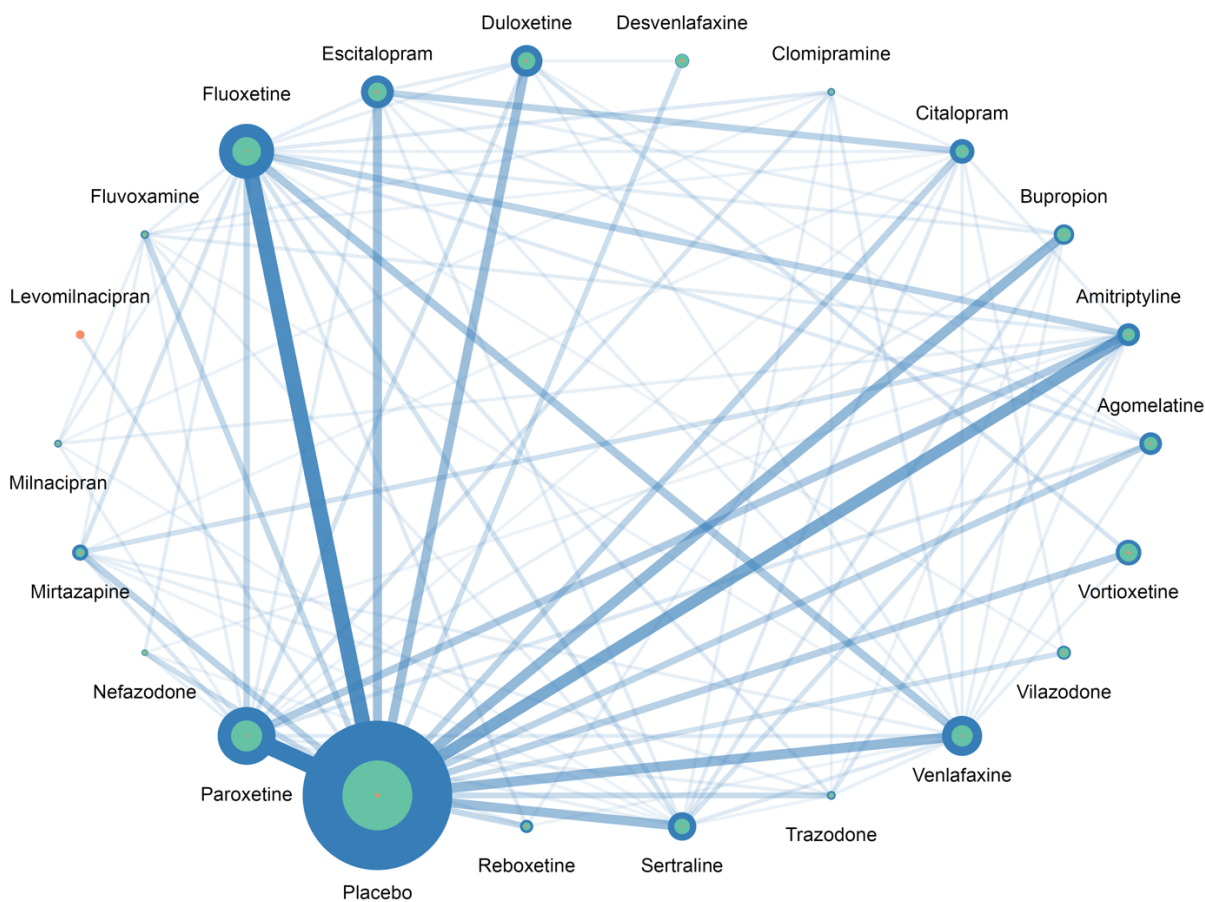 Duloxetine
Desvenlafaxine
Escitalopram
Clomipramine
Fluoxetine
Citalopram
Fluvoxamine
Bupropion
Levomilnacipran
Amitriptyline
Agomelatine
Milnacipran
Vortioxetine
Mirtazapine
Nefazodone
Vilazodone
Venlafaxine
Paroxetine
Trazodone
Reboxetine
Sertraline
Placebo